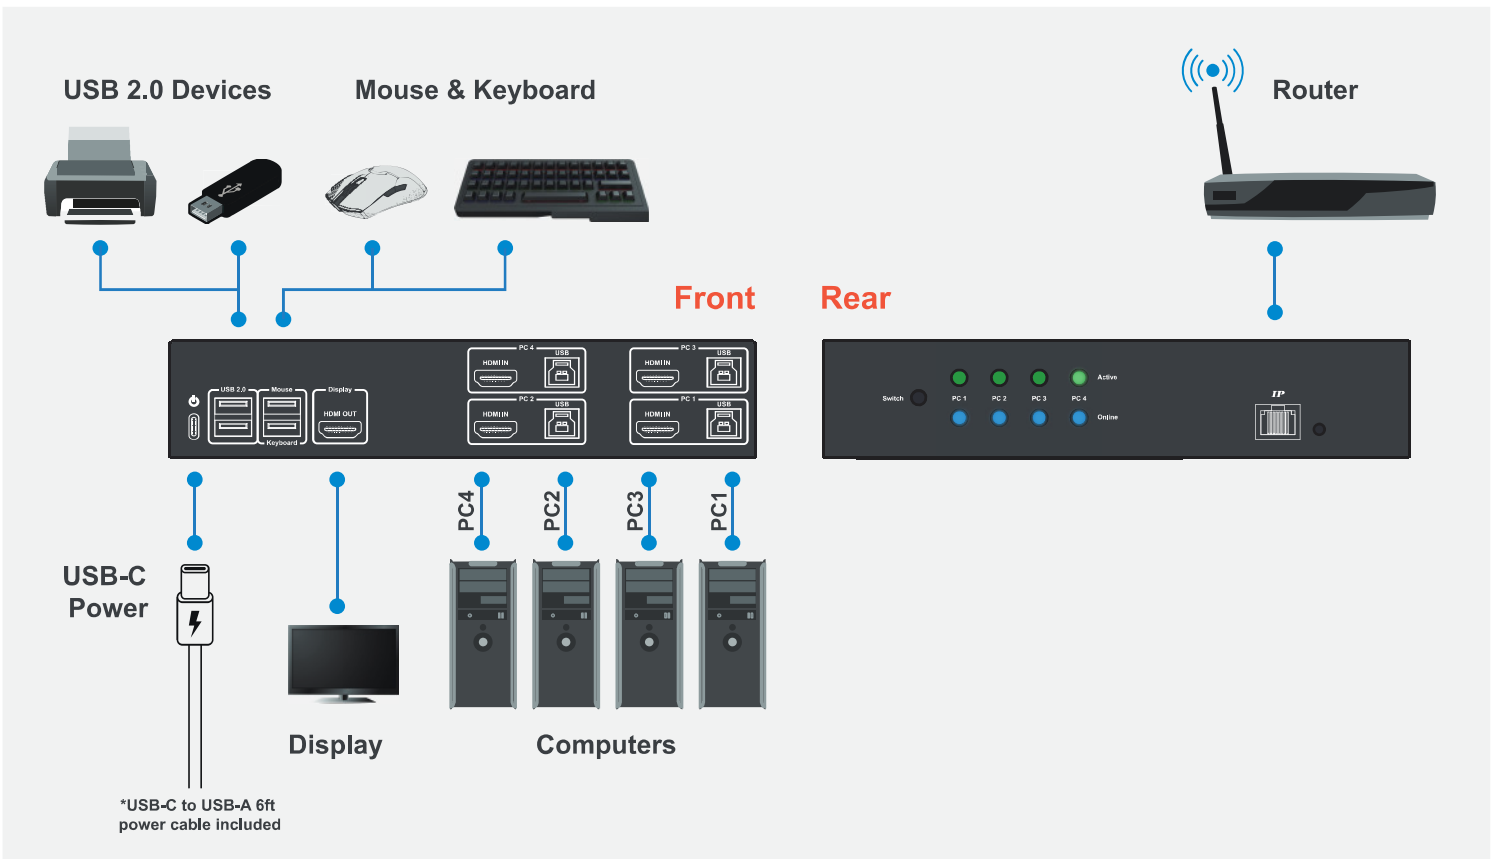 USB 2.0 Devices
Mouse & Keyboard
Router
Front
Rear
USB 2.0
Mouse
Keyboard
Display
HDMI OUT
PC 4
HDMI IN
USB
PC 3
HDMI IN
USB
PC 2
HDMI IN
USB
PC 1
HDMI IN
USB
Switch
Active
PC 1
PC 2
PC 3
PC 4
Online
IP
PC4
PC2
PC3
PC1
USB-C
Power
Display
Computers
*USB-C to USB-A 6ft
power cable included